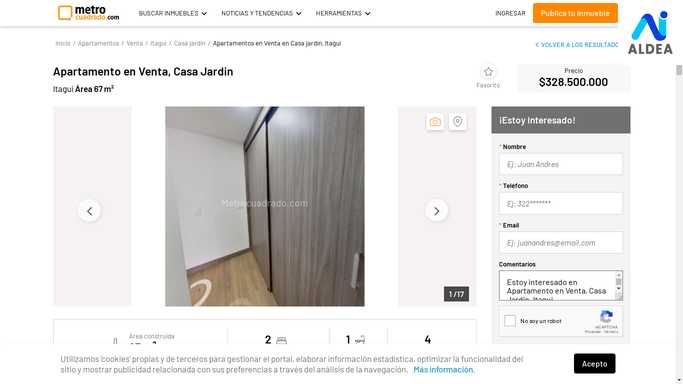 metro
cuadrado.com
BUSCAR INMUEBLES
NOTICIAS Y TENDENCIAS
HERRAMIENTAS
INGRESAR
Publica tu Inmueble
AI
ALDEA
Inicio / Apartamentos / Venta / Itagui / Casa jardin / Apartamentos en Venta en Casa jardin, Itagui
< VOLVER A LOS RESULTADO
Apartamento en Venta, Casa Jardin
Itagui Área 67 m²
Favorito
Precio
$328.500.000
Metrocuadrado.com
1 /17
¡Estoy Interesado!
* Nombre
Ej: Juan Andres
* Teléfono
Ej: 322*******
* Email
Ej: juanandres@email.com
Comentarios
Estoy interesado en
Apartamento en Venta, Casa
Jardin, Itagui
No soy un robot
reCAPTCHA
Privacidad - Términos
Área construida
2
1
4
Utilizamos 'cookies' propias y de terceros para gestionar el portal, elaborar información estadística, optimizar la funcionalidad del
sitio y mostrar publicidad relacionada con sus preferencias a través del análisis de la navegación. Más información.
Acepto